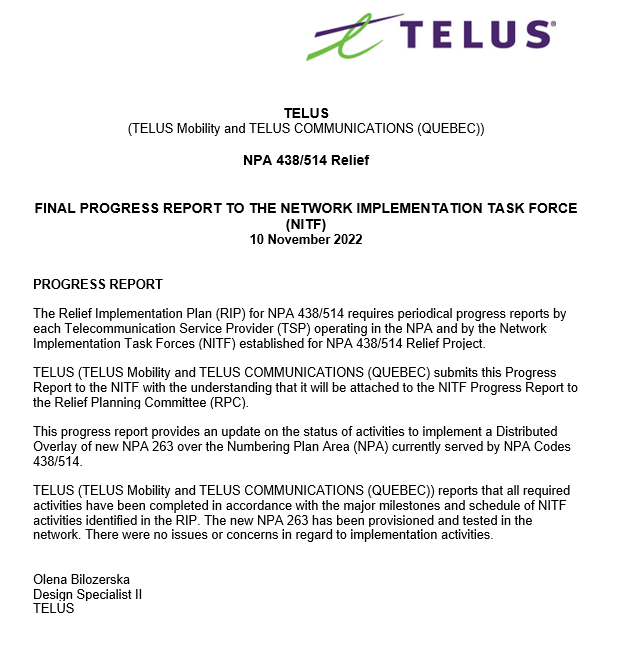 TELUS®
TELUS
(TELUS Mobility and TELUS COMMUNICATIONS (QUEBEC))
NPA 438/514 Relief
FINAL PROGRESS REPORT TO THE NETWORK IMPLEMENTATION TASK FORCE
(NITF)
10 November 2022
PROGRESS REPORT
The Relief Implementation Plan (RIP) for NPA 438/514 requires periodical progress reports by
each Telecommunication Service Provider (TSP) operating in the NPA and by the Network
Implementation Task Forces (NITF) established for NPA 438/514 Relief Project.
TELUS (TELUS Mobility and TELUS COMMUNICATIONS (QUEBEC) submits this Progress
Report to the NITF with the understanding that it will be attached to the NITF Progress Report to
the Relief Planning Committee (RPC).
This progress report provides an update on the status of activities to implement a Distributed
Overlay of new NPA 263 over the Numbering Plan Area (NPA) currently served by NPA Codes
438/514.
TELUS (TELUS Mobility and TELUS COMMUNICATIONS (QUEBEC)) reports that all required
activities have been completed in accordance with the major milestones and schedule of NITF
activities identified in the RIP. The new NPA 263 has been provisioned and tested in the
network. There were no issues or concerns in regard to implementation activities.
Olena Bilozerska
Design Specialist II
TELUS